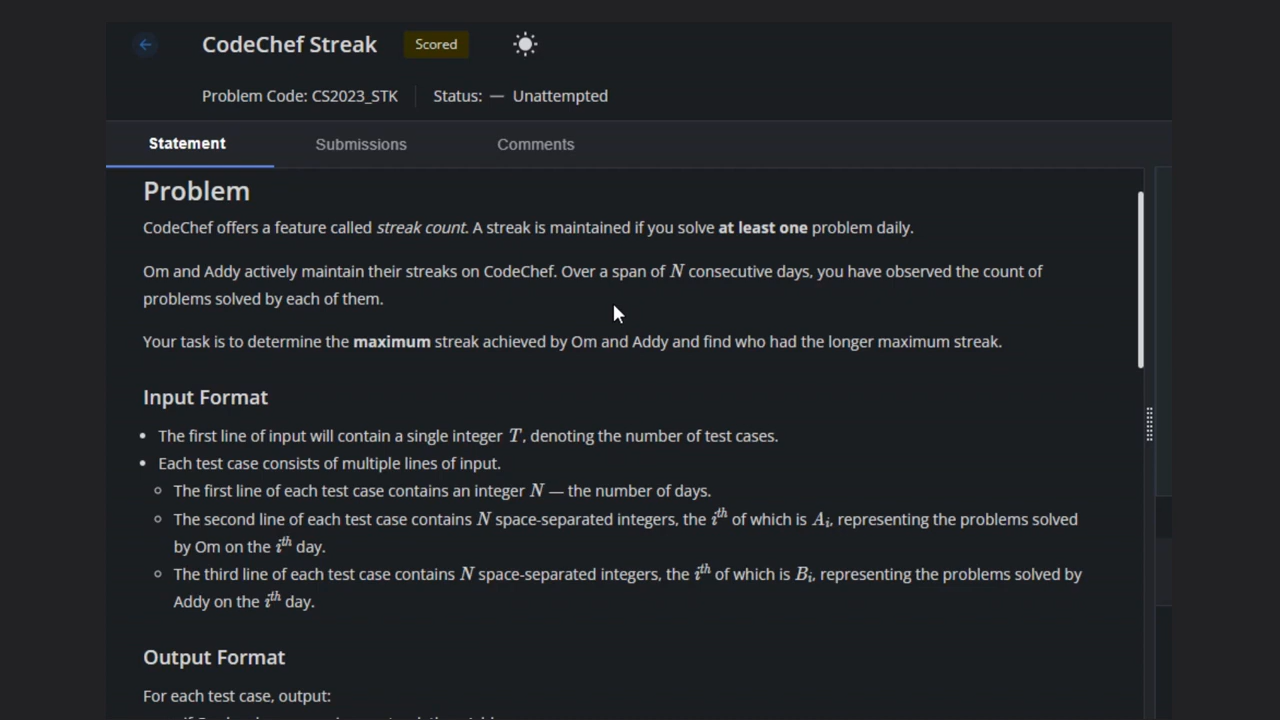 CodeChef Streak Scored
Problem Code: CS2023_STK Status: — Unattempted
Statement Submissions Comments
Problem
CodeChef offers a feature called streak count. A streak is maintained if you solve at least one problem daily.
Om and Addy actively maintain their streaks on CodeChef. Over a span of N consecutive days, you have observed the count of
problems solved by each of them.
Your task is to determine the maximum streak achieved by Om and Addy and find who had the longer maximum streak.
Input Format
• The first line of input will contain a single integer T, denoting the number of test cases.
• Each test case consists of multiple lines of input.
◦ The first line of each test case contains an integer N — the number of days.
◦ The second line of each test case contains N space-separated integers, the i^th of which is A_i, representing the problems solved
by Om on the i^th day.
◦ The third line of each test case contains N space-separated integers, the i^th of which is B_i, representing the problems solved by
Addy on the i^th day.
Output Format
For each test case, output: